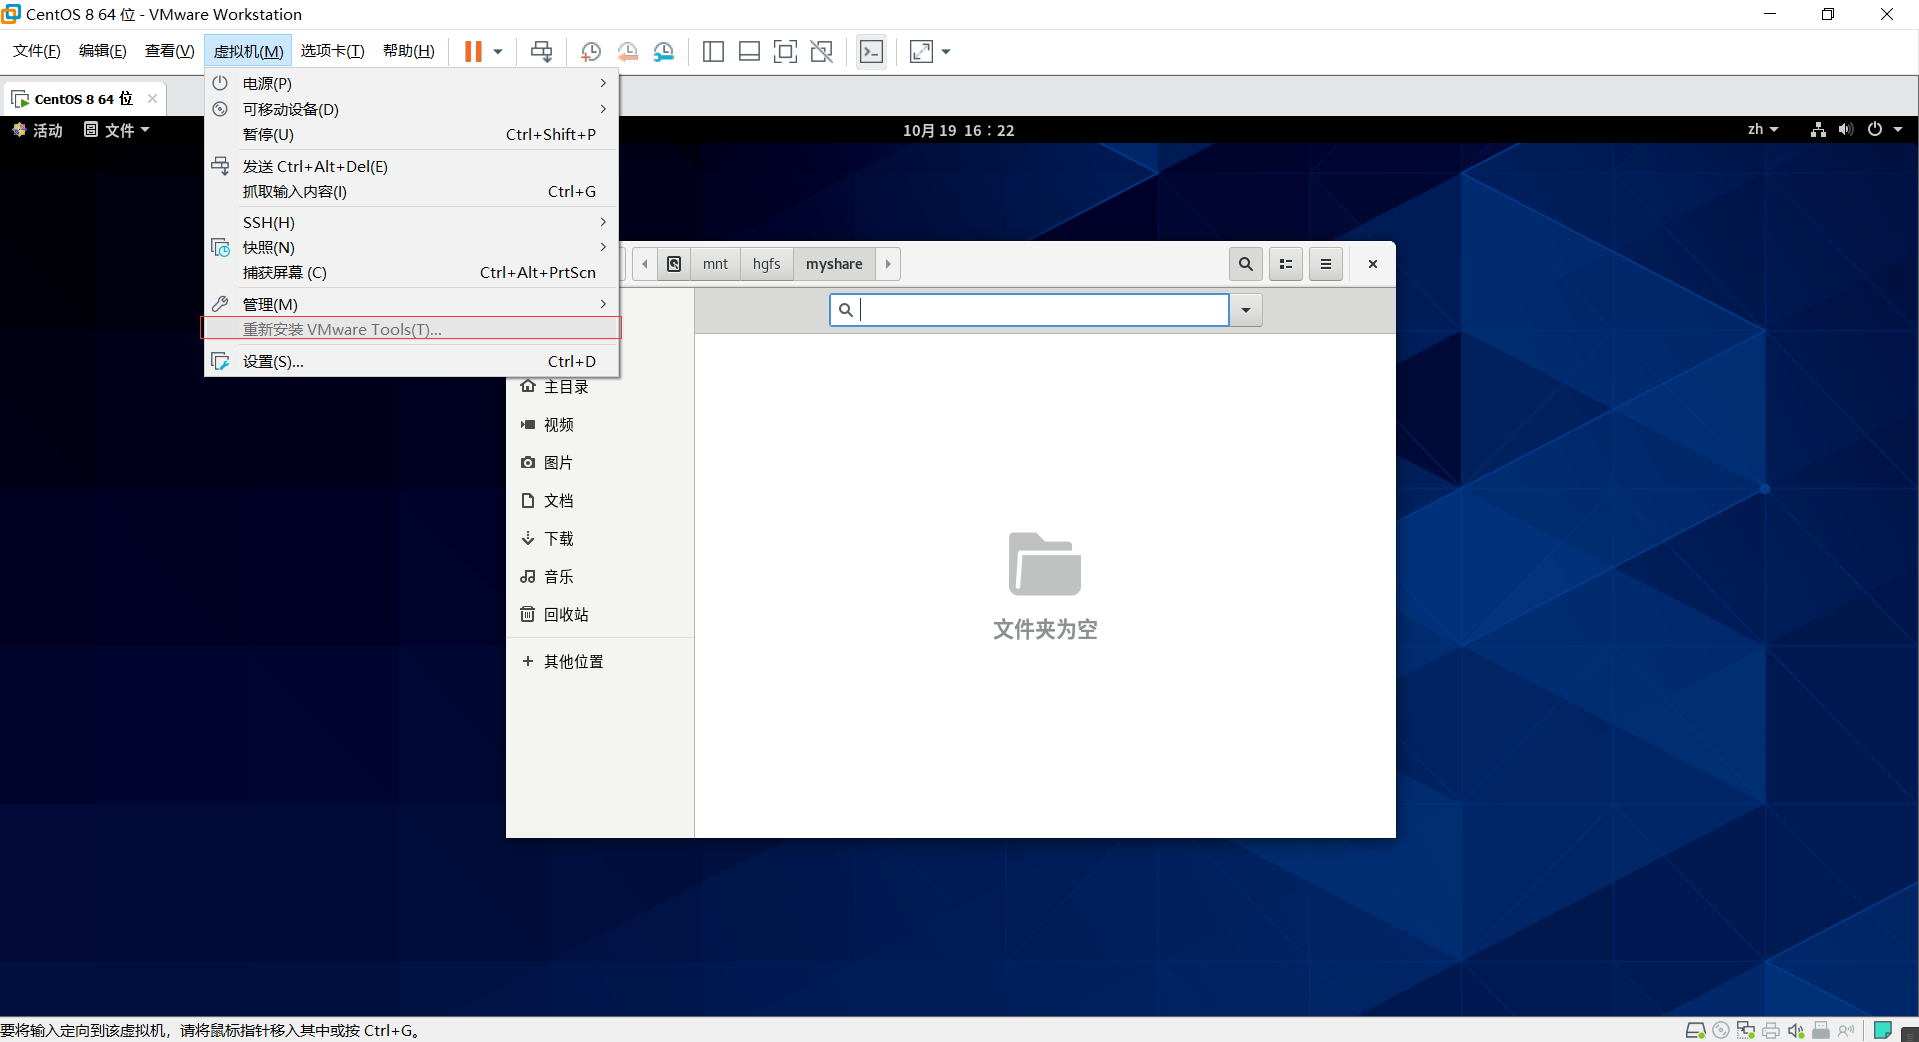 CentOS 8 64 位 - VMware Workstation
文件(F) 编辑(E) 查看(V) 虚拟机(M) 选项卡(T) 帮助(H)
CentOS 8 64 位
活动 文件 10月 19 16：22 zh
电源(P)
可移动设备(D)
暂停(U) Ctrl+Shift+P
发送 Ctrl+Alt+Del(E)
抓取输入内容(I) Ctrl+G
SSH(H)
快照(N)
捕获屏幕 (C) Ctrl+Alt+PrtScn
管理(M)
重新安装 VMware Tools(T)...
设置(S)... Ctrl+D
mnt hgfs myshare
主目录
视频
图片
文档
下载
音乐
回收站
其他位置
文件夹为空
要将输入定向到该虚拟机，请将鼠标指针移入其中或按 Ctrl+G。